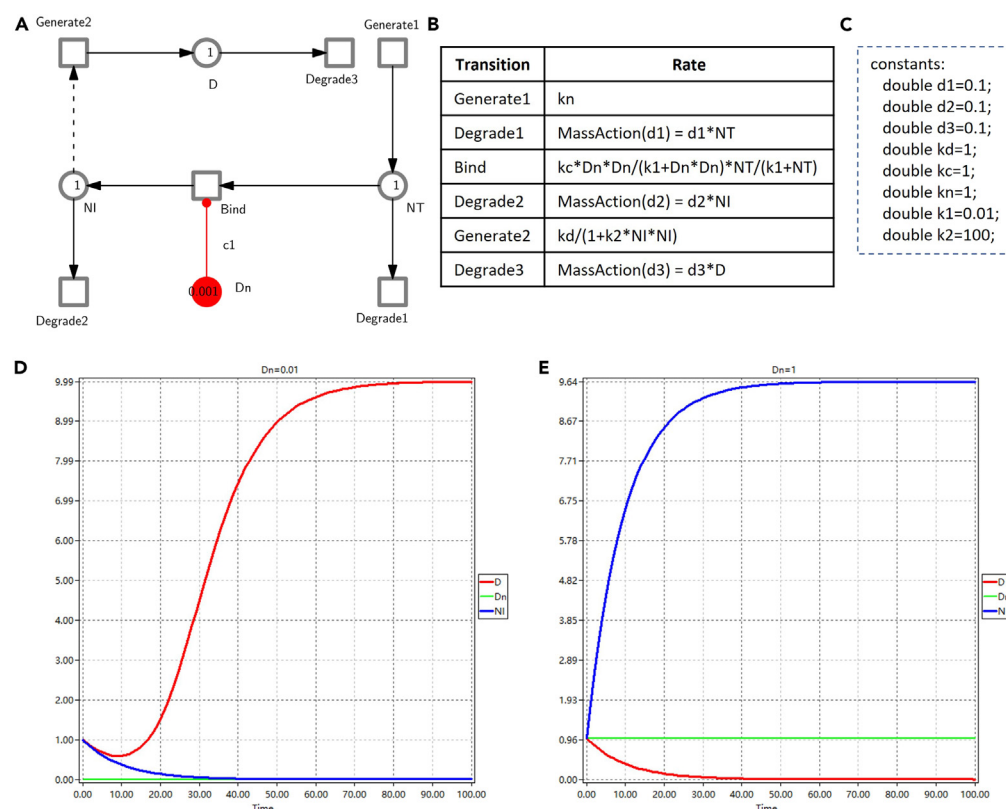 A
Generate2
Generate1
1
D
Degrade3
1
NI
Bind
1
NT
c1
0.001
Dn
Degrade2
Degrade1
B
Transition Rate
Generate1 kn
Degrade1 MassAction(d1) = d1*NT
Bind kc*Dn*Dn/(k1+Dn*Dn)*NT/(k1+NT)
Degrade2 MassAction(d2) = d2*NI
Generate2 kd/(1+k2*NI*NI)
Degrade3 MassAction(d3) = d3*D
C
constants:
double d1=0.1;
double d2=0.1;
double d3=0.1;
double kd=1;
double kc=1;
double kn=1;
double k1=0.01;
double k2=100;
D
Dn=0.01
9.99
8.99
7.99
6.99
6.00
5.00
4.00
3.00
2.00
1.00
0.00
0.00 10.00 20.00 30.00 40.00 50.00 60.00 70.00 80.00 90.00 100.00
Time
D
Dn
NI
E
Dn=1
9.64
8.67
7.71
6.75
5.78
4.82
3.85
2.89
1.93
0.96
0.00
0.00 10.00 20.00 30.00 40.00 50.00 60.00 70.00 80.00 90.00 100.00
Time
D
D
N